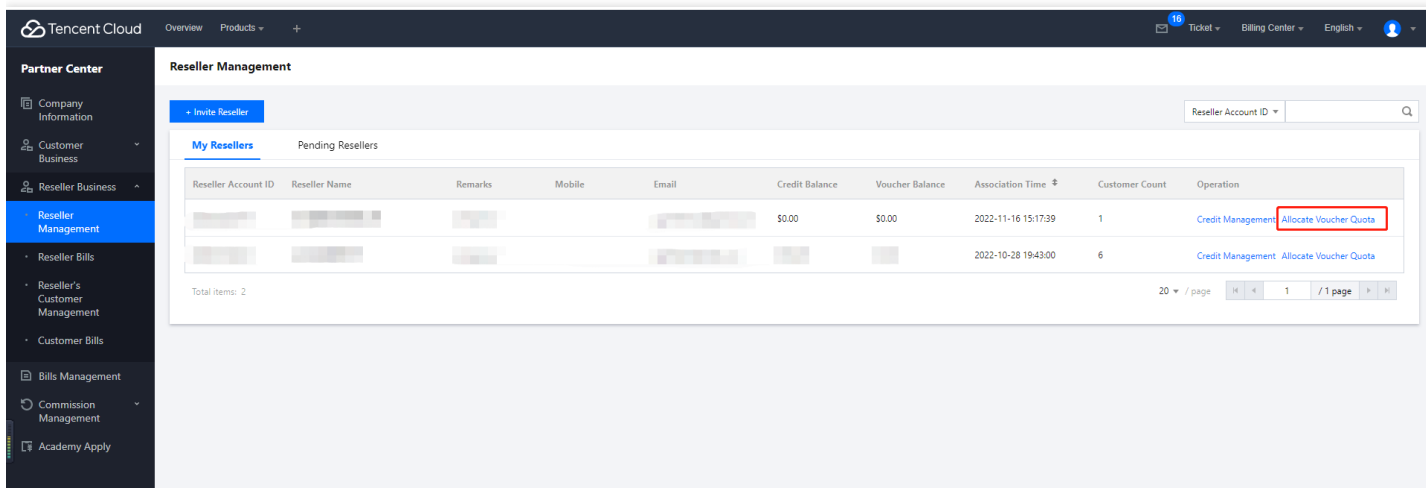 Tencent Cloud
Overview Products +
16
Ticket Billing Center English
Partner Center
Company
Information
Customer
Business
Reseller Business
Reseller
Management
Reseller Bills
Reseller's
Customer
Management
Customer Bills
Bills Management
Commission
Management
Academy Apply
Reseller Management
+ Invite Reseller
Reseller Account ID
My Resellers Pending Resellers
Reseller Account ID Reseller Name Remarks Mobile Email Credit Balance Voucher Balance Association Time Customer Count Operation
$0.00 $0.00 2022-11-16 15:17:39 1 Credit Management Allocate Voucher Quota
2022-10-28 19:43:00 6 Credit Management Allocate Voucher Quota
Total items: 2
20 / page 1 / 1 page